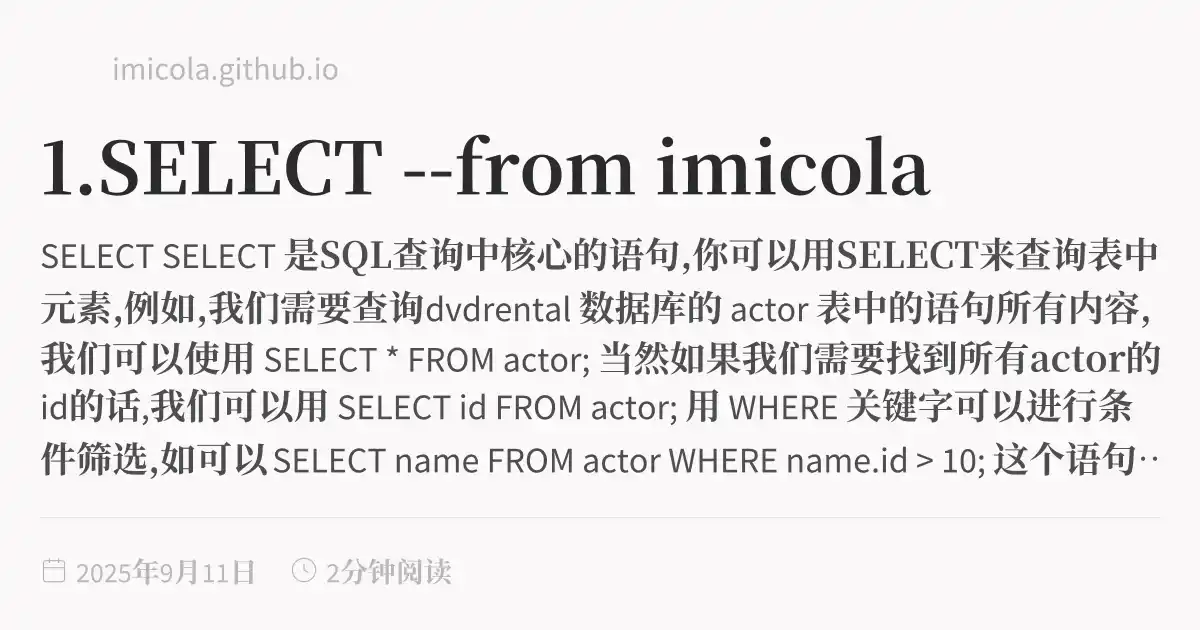 imicola.github.io
1.SELECT --from imicola
SELECT SELECT 是SQL查询中核心的语句,你可以用SELECT来查询表中
元素,例如,我们需要查询dvdrental 数据库的 actor 表中的语句所有内容,
我们可以使用 SELECT * FROM actor; 当然如果我们需要找到所有actor的
id的话,我们可以用 SELECT id FROM actor; 用 WHERE 关键字可以进行条
件筛选,如可以SELECT name FROM actor WHERE name.id > 10; 这个语句··
2025年9月11日 2分钟阅读